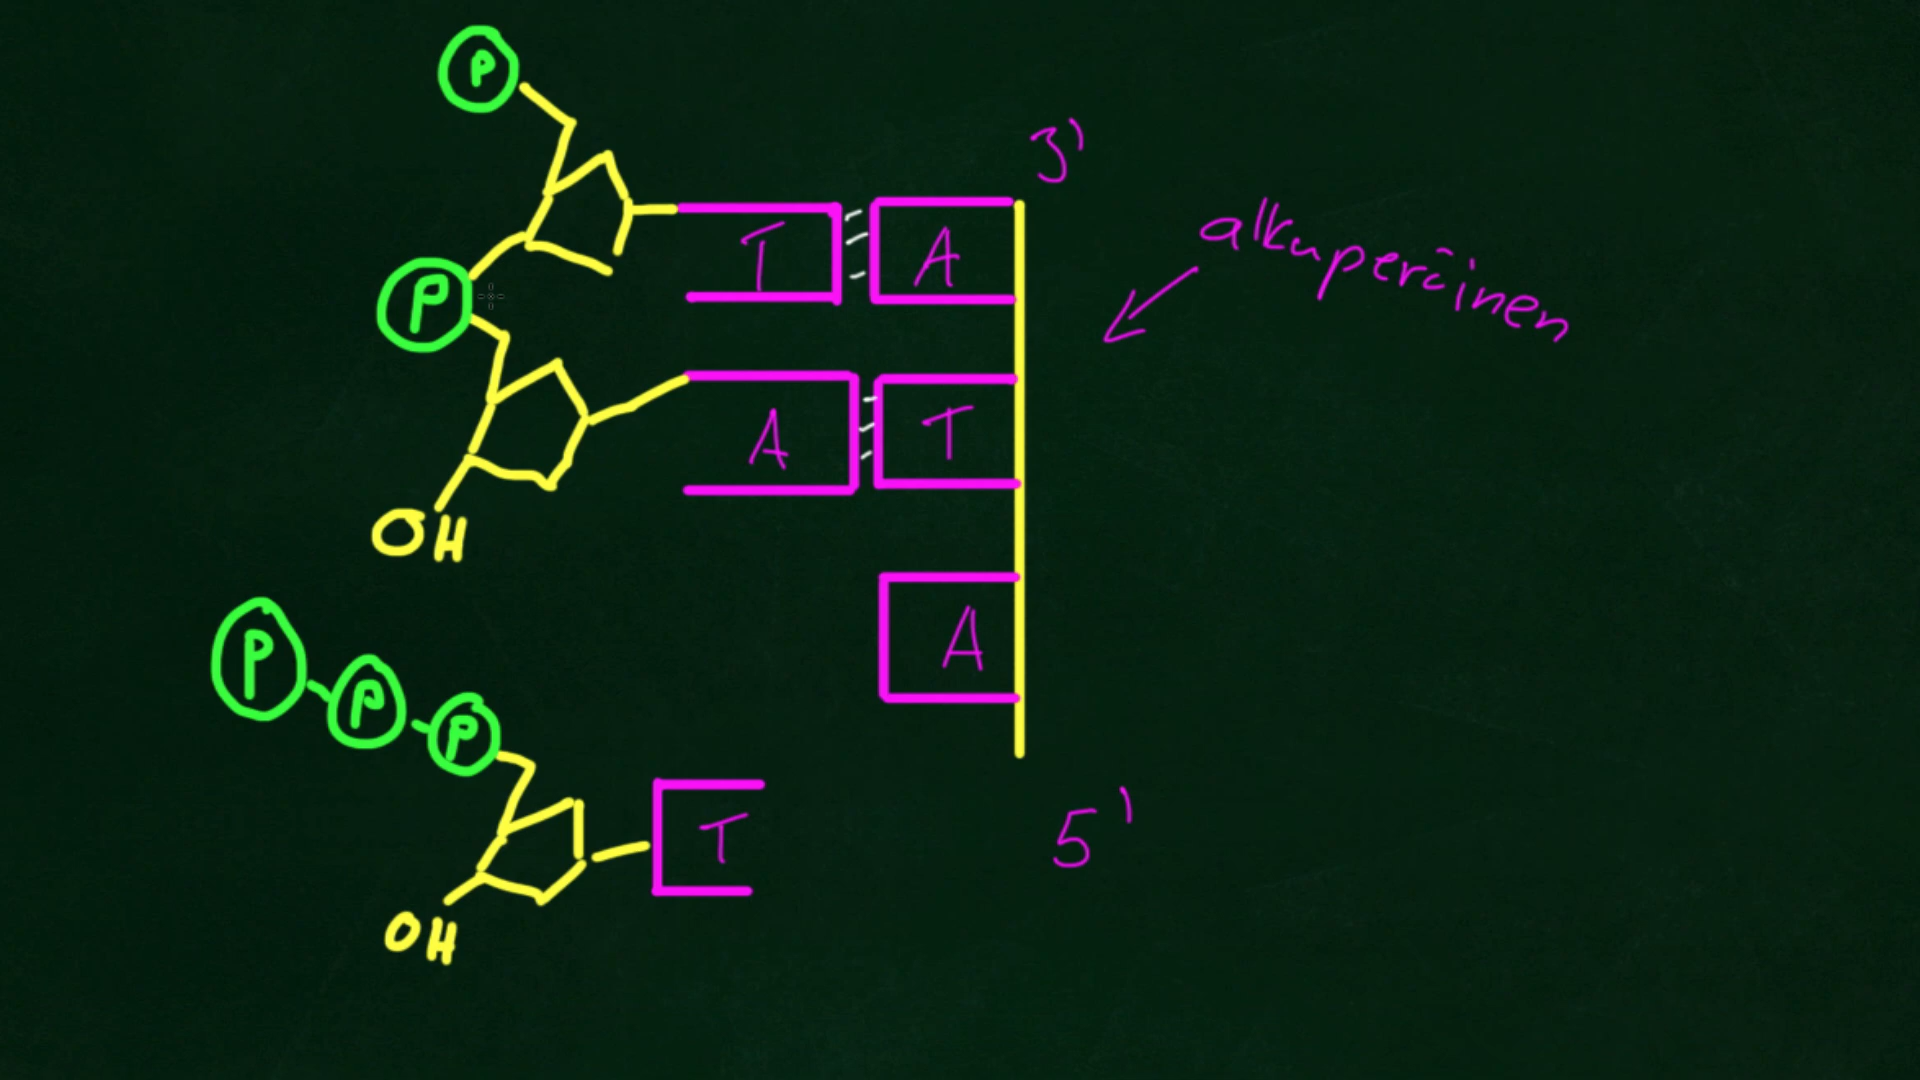 P
3'
T A
alkuperäinen
P
A T
OH
A
P P P
T
5'
OH